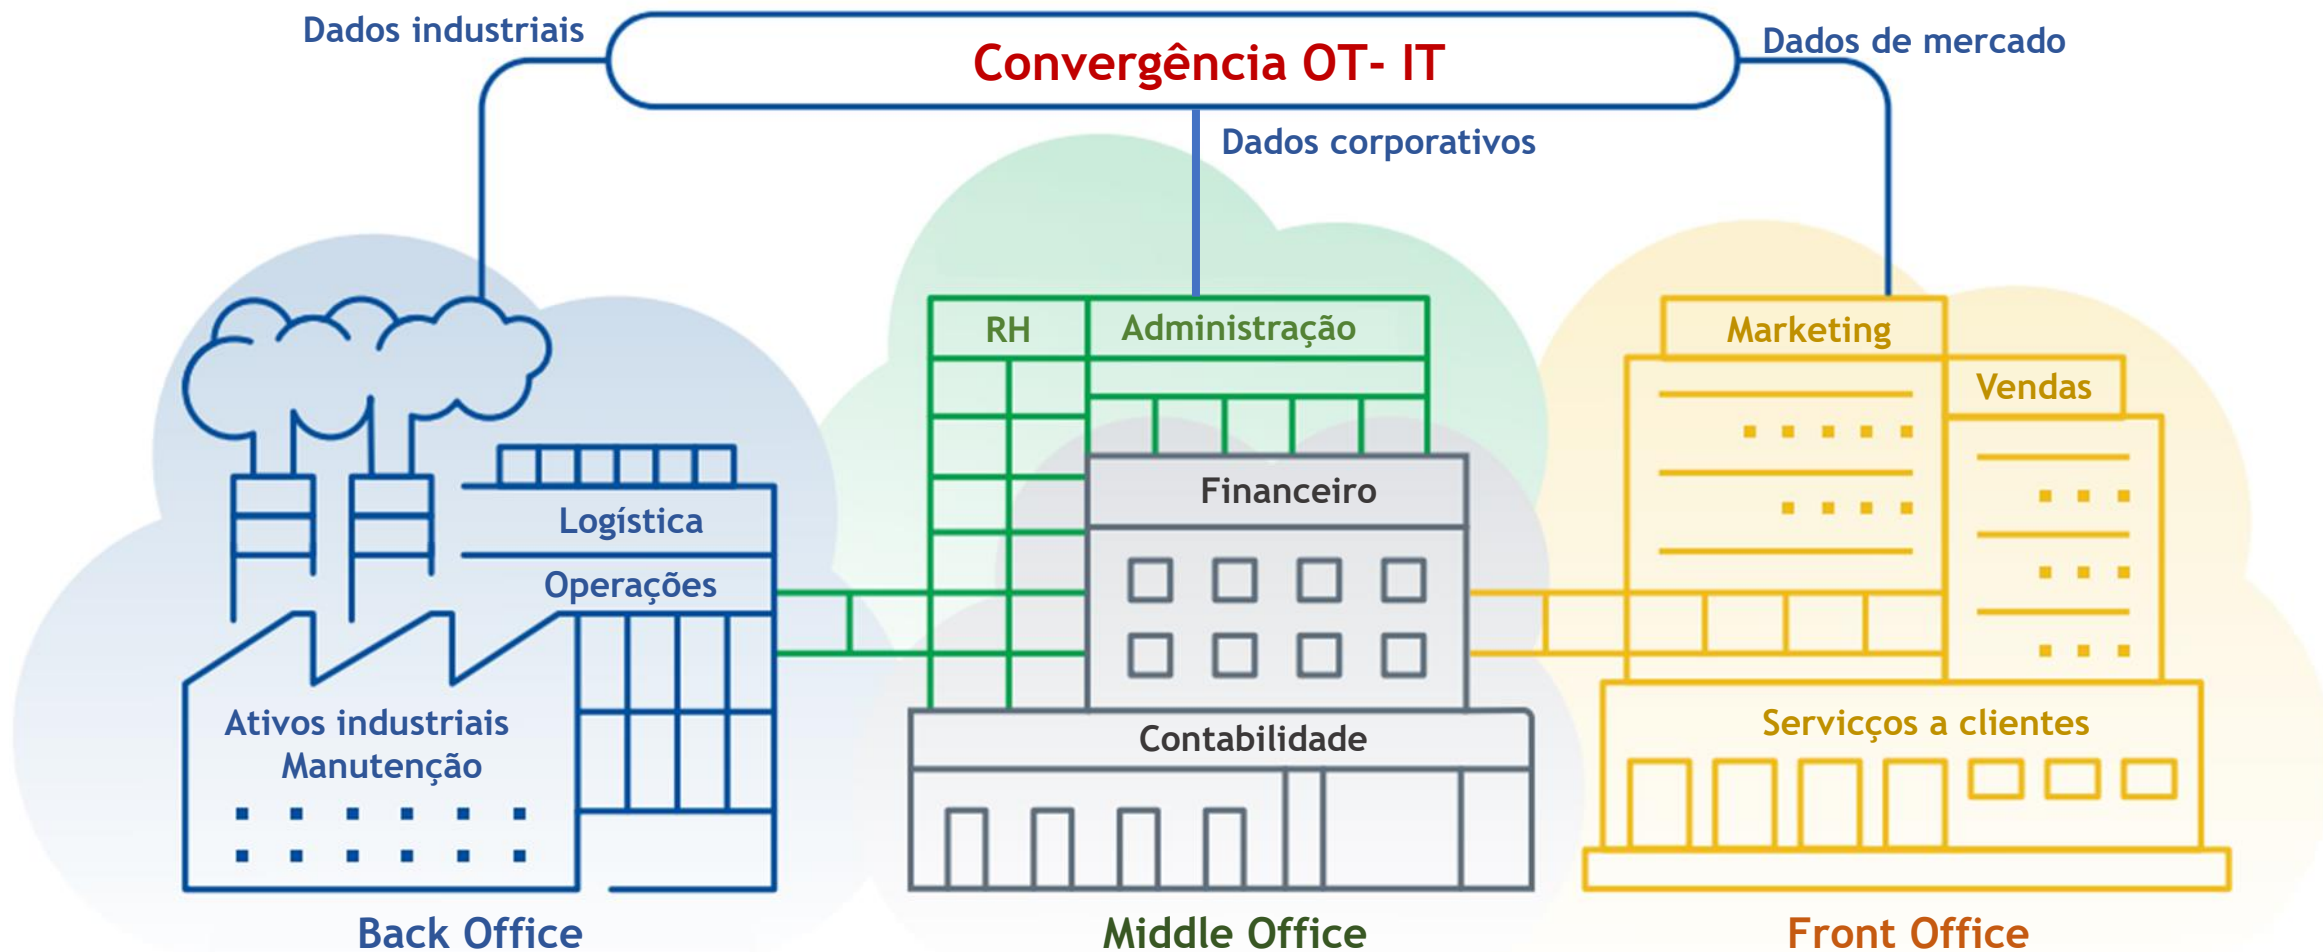 Dados industriais
Convergência OT- IT
Dados de mercado
Dados corporativos
RH
Administração
Marketing
Vendas
Financeiro
Logística
Operações
Ativos industriais
Manutenção
Contabilidade
Servicços a clientes
Back Office
Middle Office
Front Office